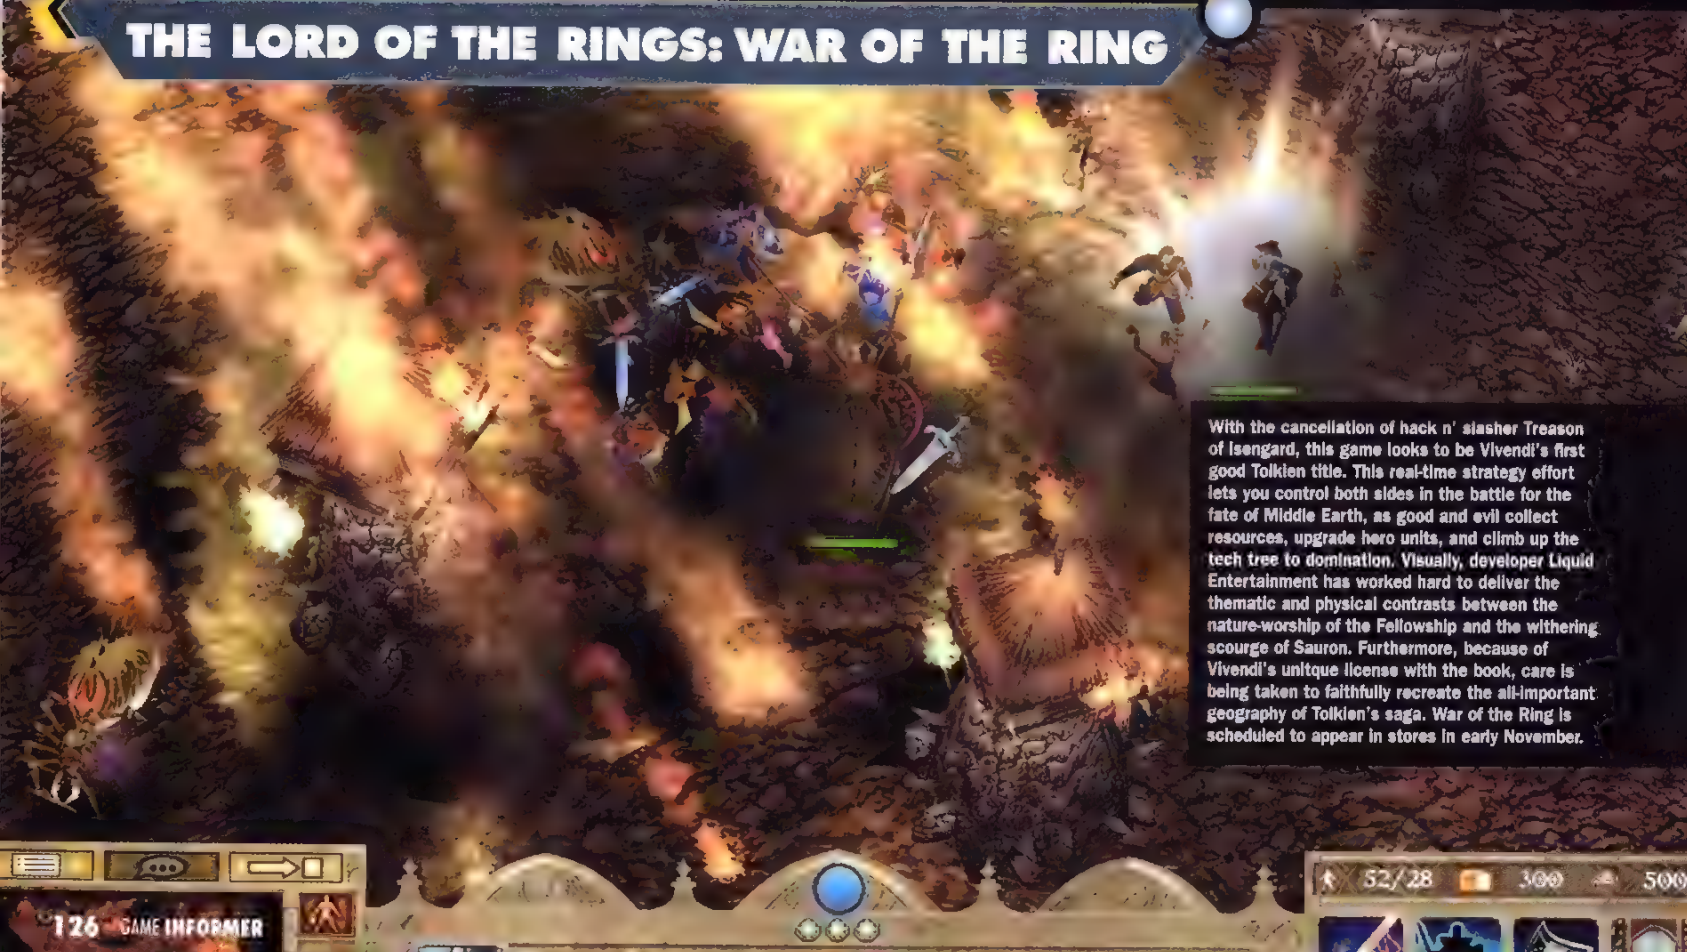 THE LORD OF THE RINGS: WAR OF THE RING
With the cancellation of hack n' slasher Treason
of Isengard, this game looks to be Vivendi's first
good Tolkien title. This real-time strategy effort
lets you control both sides in the battle for the
fate of Middle Earth, as good and evil collect
resources, upgrade hero units, and climb up the
tech tree to domination. Visually, developer Liquid
Entertainment has worked hard to deliver the
thematic and physical contrasts between the
nature-worship of the Fellowship and the withering
scourge of Sauron. Furthermore, because of
Vivendi's unitque license with the book, care is
being taken to faithfully recreate the all-important
geography of Tolkien's saga. War of the Ring is
scheduled to appear in stores in early November.
52/28 300 500
126 GAME INFORMER